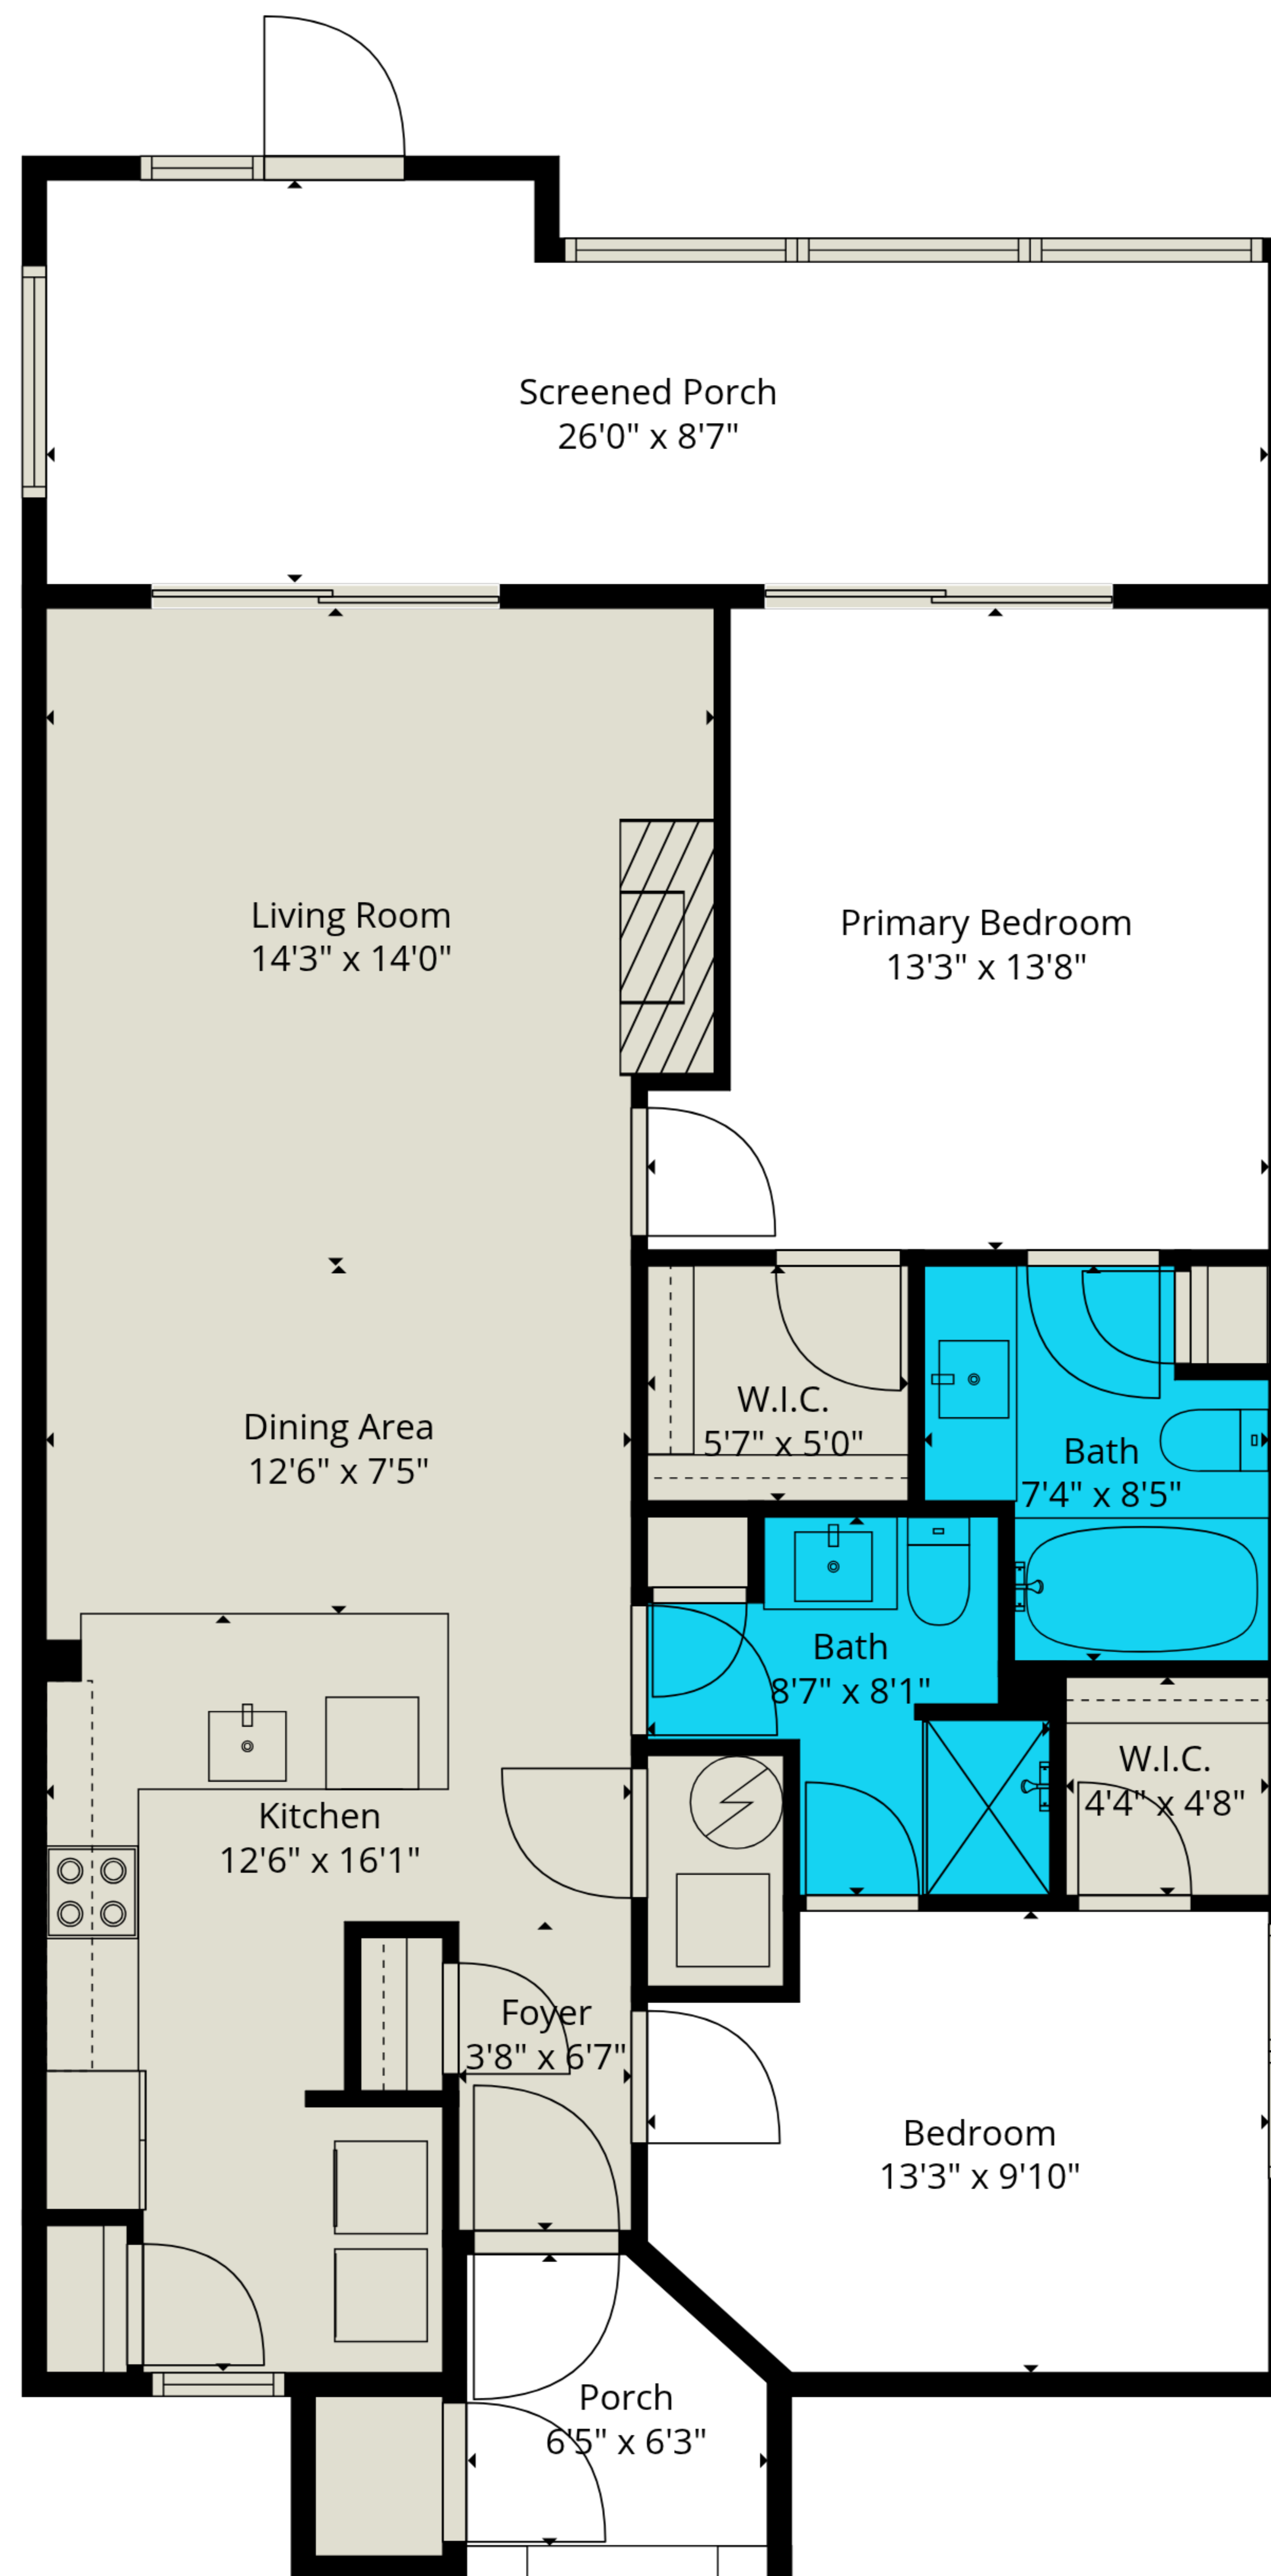 Screened Porch
26'0" x 8'7"
Living Room
14'3" x 14'0"
Primary Bedroom
13'3" x 13'8"
W.I.C.
5'7" x 5'0"
Dining Area
12'6" x 7'5"
Bath
7'4" x 8'5"
Bath
8'7" x 8'1"
W.I.C.
4'4" x 4'8"
Kitchen
12'6" x 16'1"
Foyer
3'8" x 6'7"
Bedroom
13'3" x 9'10"
Porch
6'5" x 6'3"